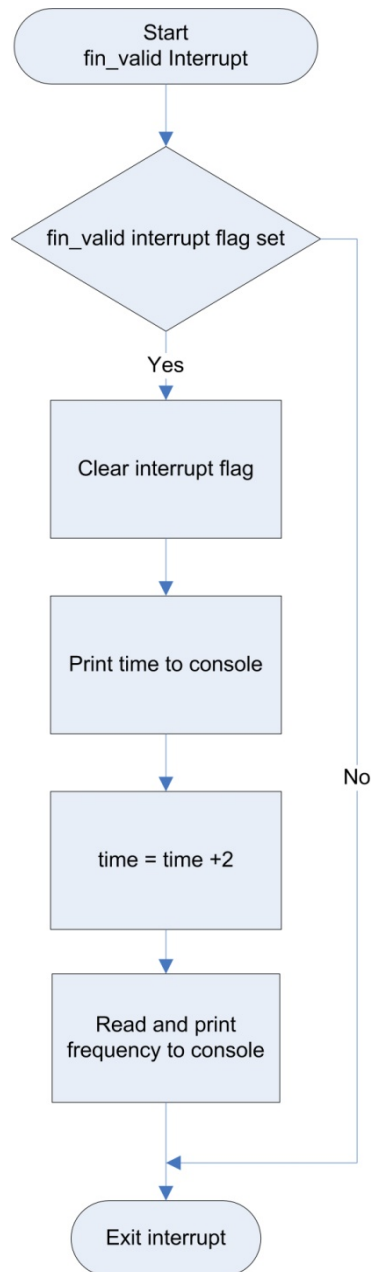 Start
fin_valid Interrupt
fin_valid interrupt flag set
Yes
Clear interrupt flag
Print time to console
No
time = time +2
Read and print
frequency to console
Exit interrupt